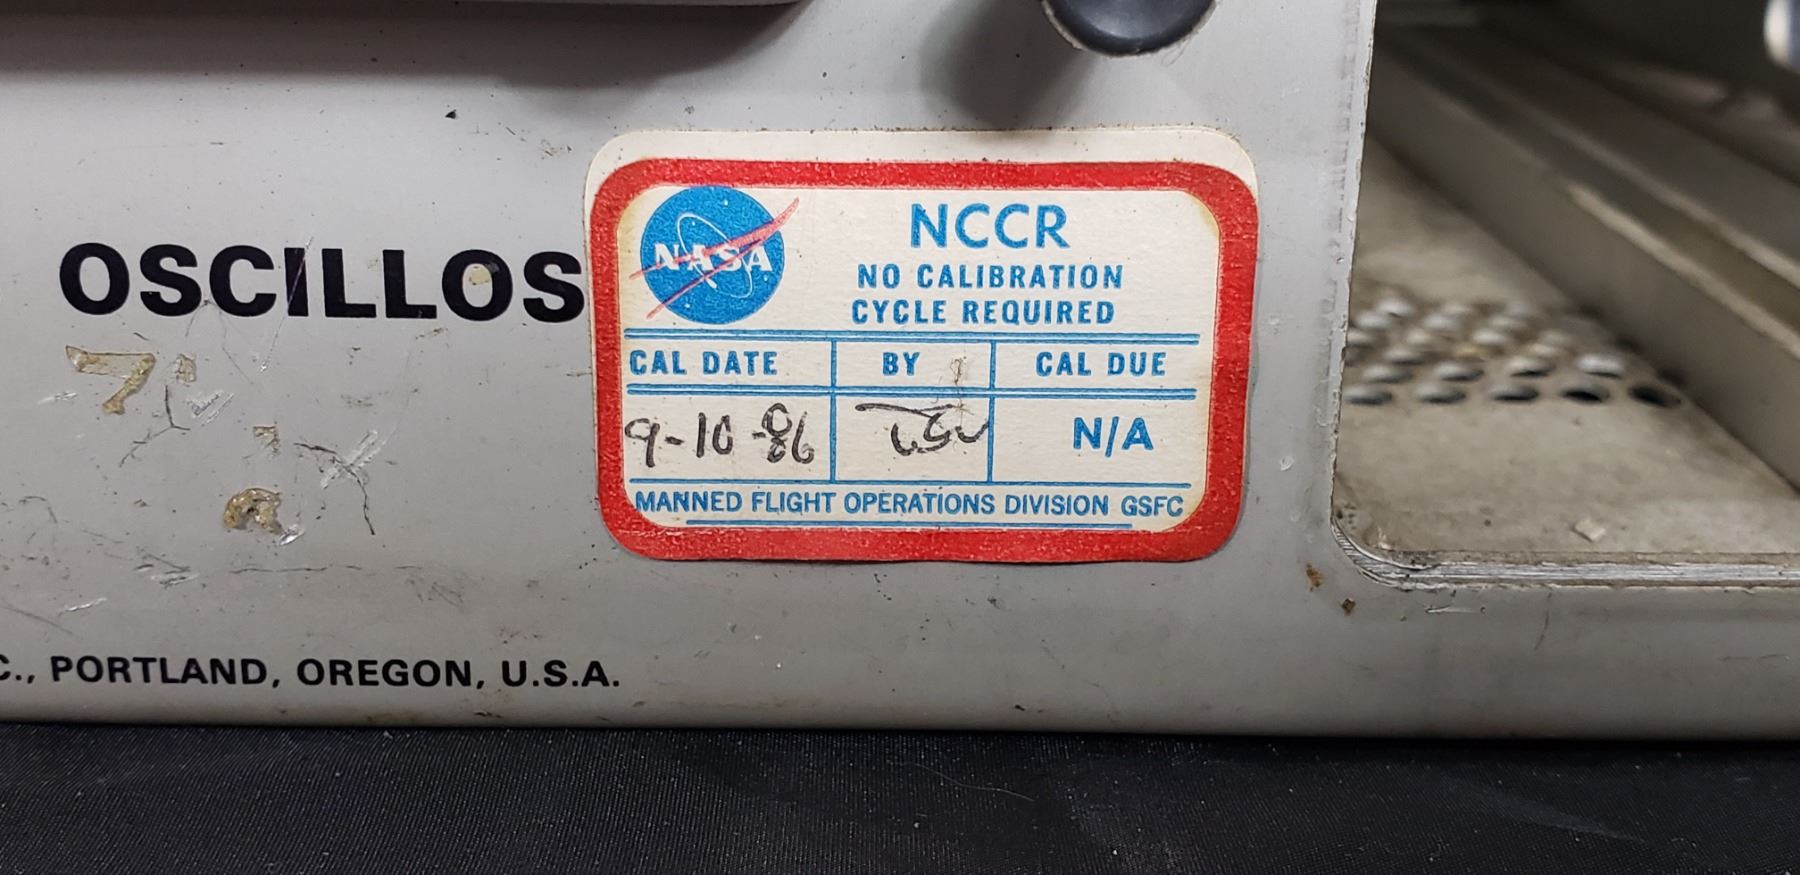 OSCILLOS
NASA
NCCR
NO CALIBRATION
CYCLE REQUIRED
CAL DATE BY CAL DUE
9-10-86 N/A
MANNED FLIGHT OPERATIONS DIVISION GSFC
C., PORTLAND, OREGON, U.S.A.